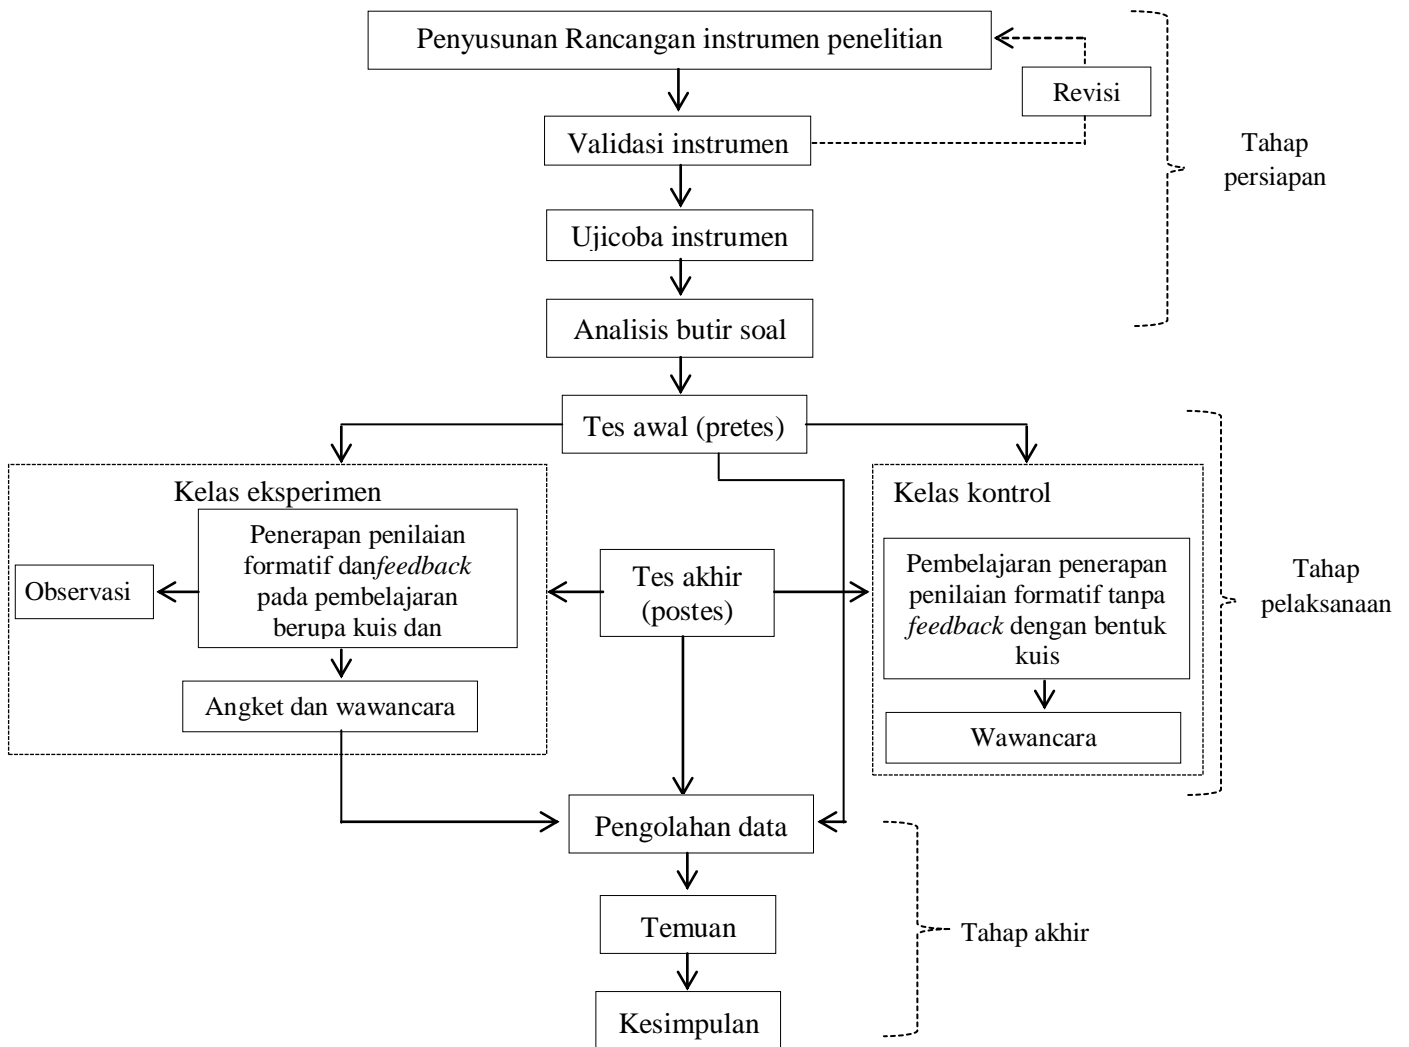 Penyusunan Rancangan instrumen penelitian
Revisi
Validasi instrumen
Tahap
persiapan
Ujicoba instrumen
Analisis butir soal
Tes awal (pretes)
Kelas eksperimen
Penerapan penilaian
formatif danfeedback
pada pembelajaran
berupa kuis dan
Observasi
Angket dan wawancara
Tes akhir
(postes)
Kelas kontrol
Pembelajaran penerapan
penilaian formatif tanpa
feedback dengan bentuk
kuis
Wawancara
Tahap
pelaksanaan
Pengolahan data
Temuan
Tahap akhir
Kesimpulan